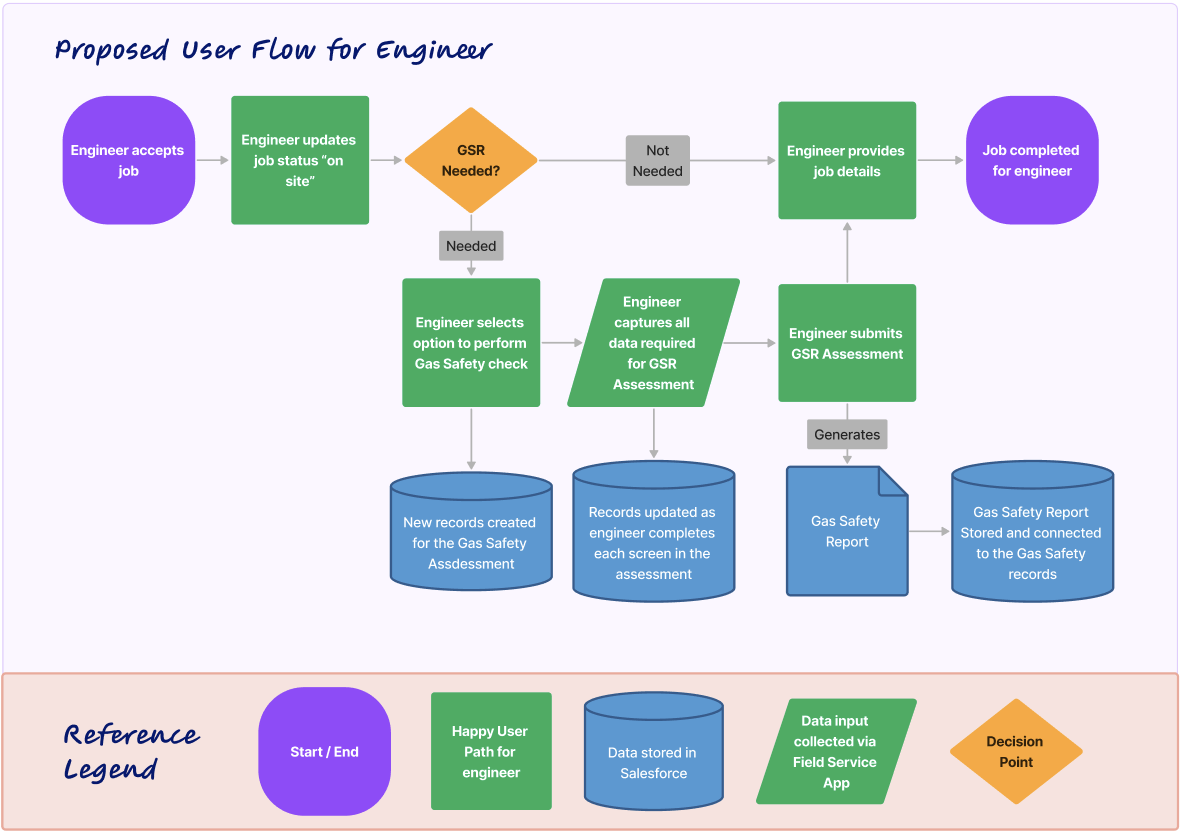 Proposed User Flow for Engineer
Engineer accepts
job
Engineer updates
job status "on
site"
GSR
Needed?
Not
Needed
Engineer provides
job details
Job completed
for engineer
Needed
Engineer selects
option to perform
Gas Safety check
Engineer
captures all
data required
for GSR
Assessment
Engineer submits
GSR Assessment
Generates
New records created
for the Gas Safety
Assdessment
Records updated as
engineer completes
each screen in the
assessment
Gas Safety
Report
Gas Safety Report
Stored and connected
to the Gas Safety
records
Reference
Legend
Start / End
Happy User
Path for
engineer
Data stored in
Salesforce
Data input
collected via
Field Service
App
Decision
Point